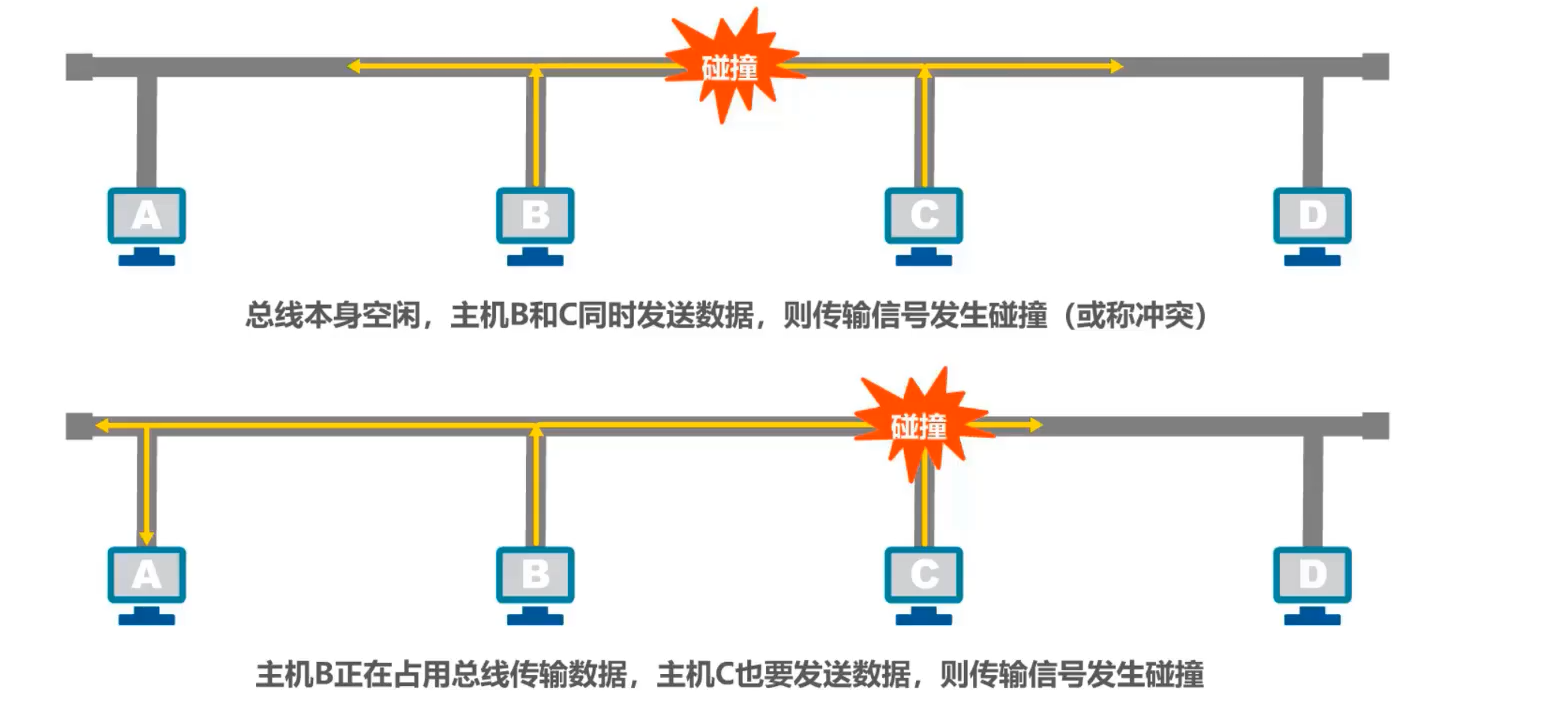 碰撞
A B C D
总线本身空闲，主机B和C同时发送数据，则传输信号发生碰撞（或称冲突）
碰撞
A B C D
主机B正在占用总线传输数据，主机C也要发送数据，则传输信号发生碰撞